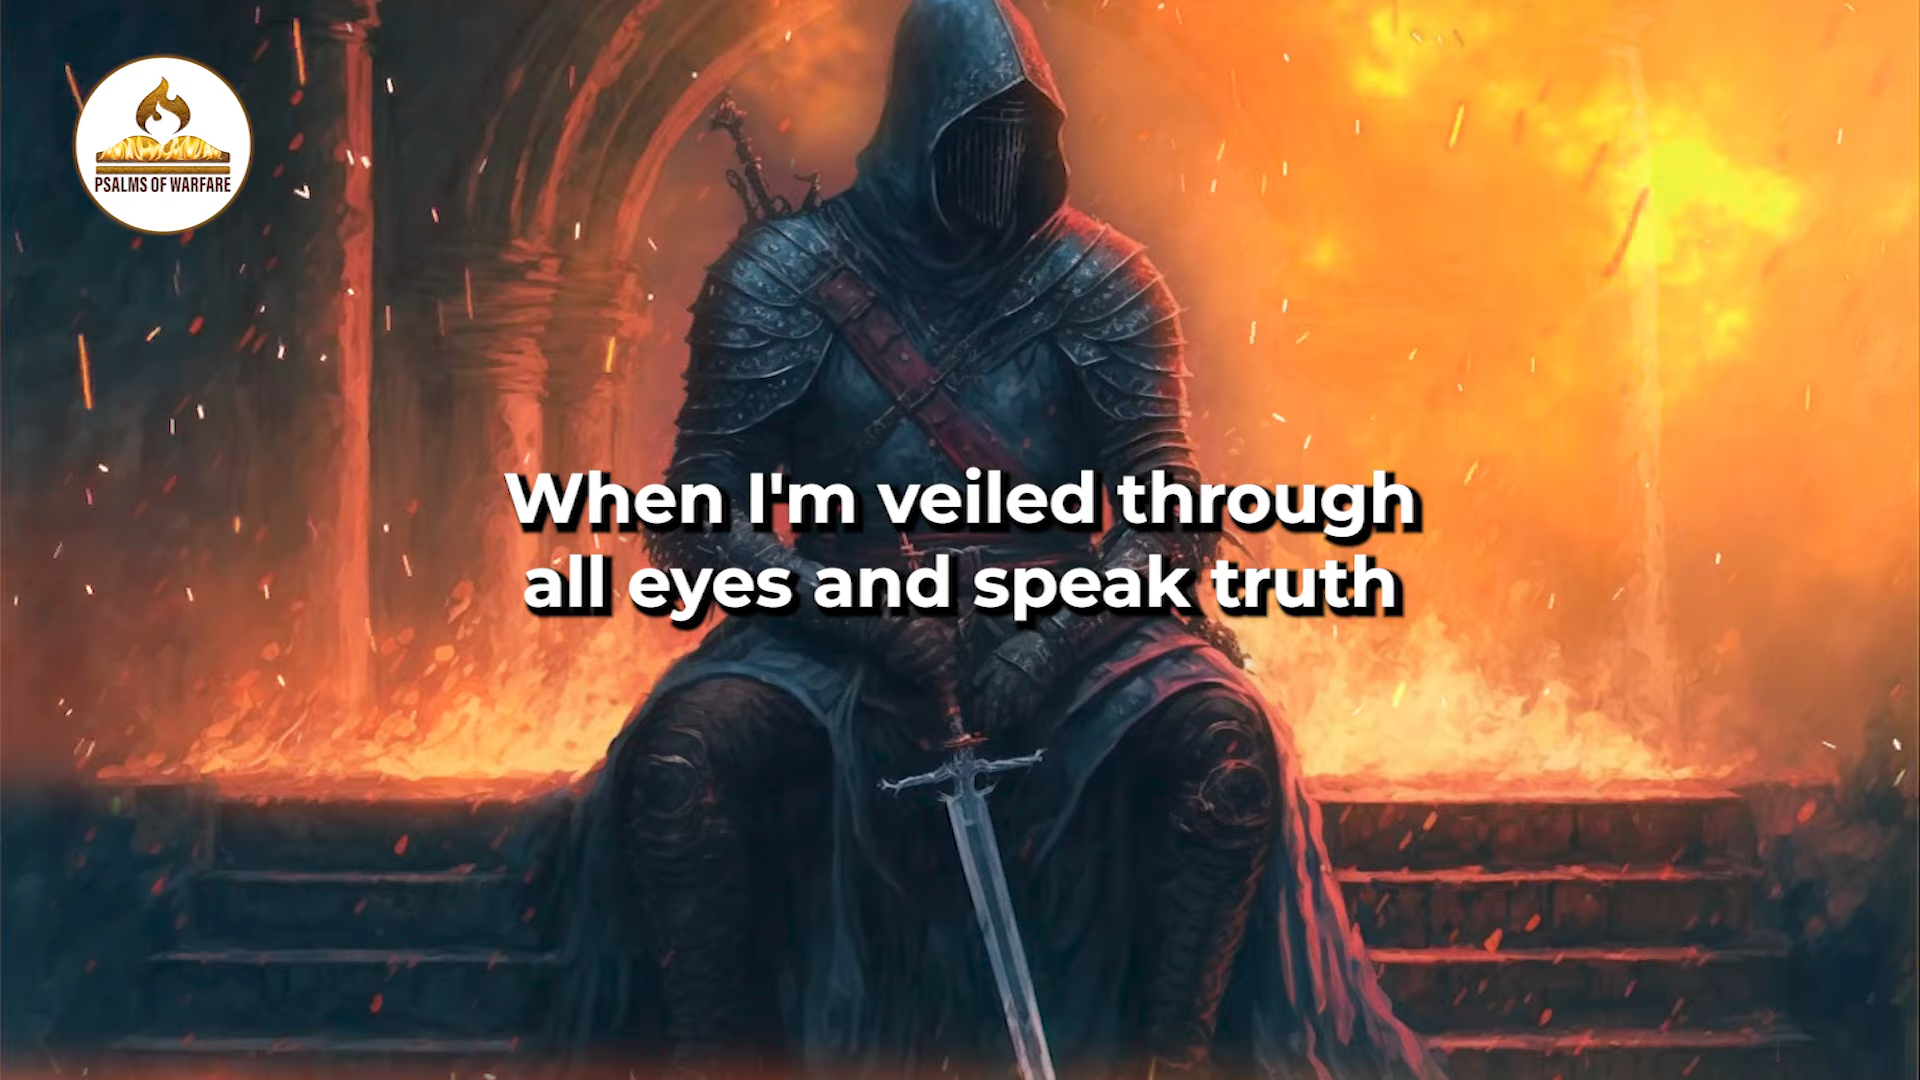 PSALMS OF WARFARE
When I'm veiled through
all eyes and speak truth